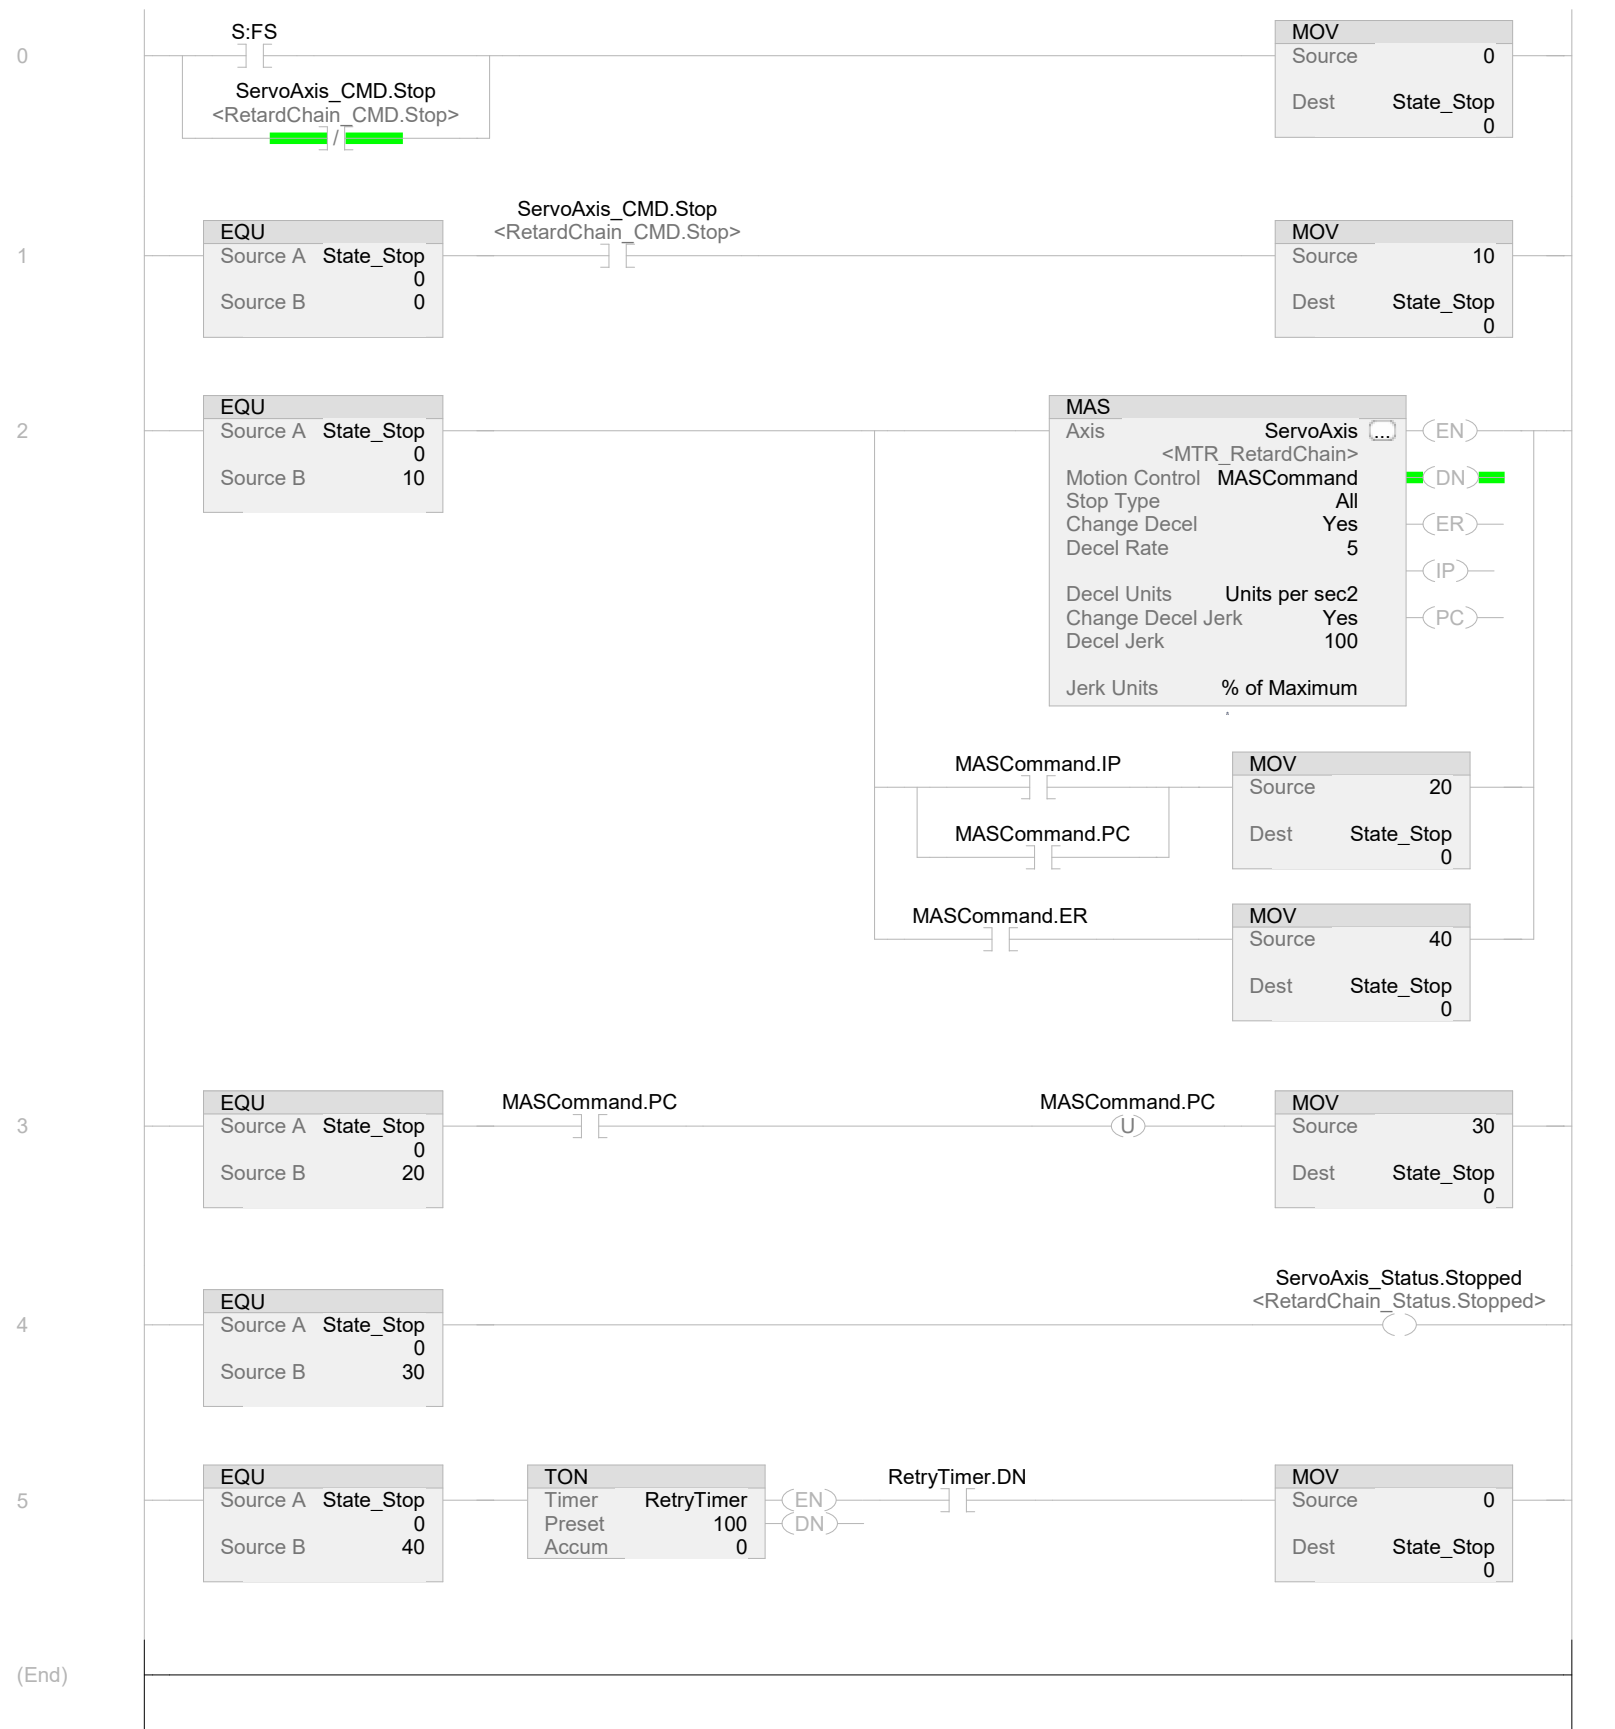 0
S:FS
ServoAxis_CMD.Stop
<RetardChain_CMD.Stop>
/
MOV
Source 0
Dest State_Stop
0
1
EQU
Source A State_Stop
0
Source B 0
ServoAxis_CMD.Stop
<RetardChain_CMD.Stop>
MOV
Source 10
Dest State_Stop
0
2
EQU
Source A State_Stop
0
Source B 10
MAS
Axis ServoAxis ...
<MTR_RetardChain>
Motion Control MASCommand
Stop Type All
Change Decel Yes
Decel Rate 5
Decel Units Units per sec2
Change Decel Jerk Yes
Decel Jerk 100
Jerk Units % of Maximum
EN
DN
ER
IP
PC
MASCommand.IP
MASCommand.PC
MOV
Source 20
Dest State_Stop
0
MASCommand.ER
MOV
Source 40
Dest State_Stop
0
3
EQU
Source A State_Stop
0
Source B 20
MASCommand.PC
MASCommand.PC
U
MOV
Source 30
Dest State_Stop
0
4
EQU
Source A State_Stop
0
Source B 30
ServoAxis_Status.Stopped
<RetardChain_Status.Stopped>
5
EQU
Source A State_Stop
0
Source B 40
TON
Timer RetryTimer
Preset 100
Accum 0
EN
DN
RetryTimer.DN
MOV
Source 0
Dest State_Stop
0
(End)